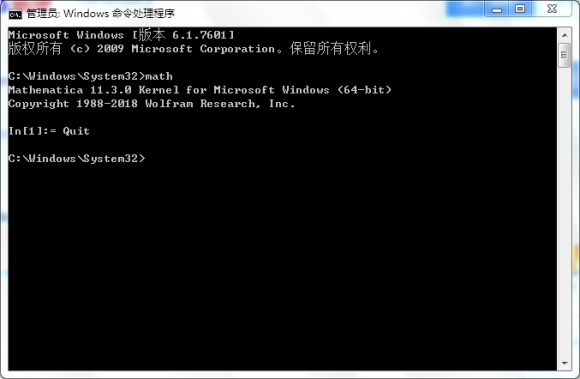 管理员: Windows 命令处理程序
Microsoft Windows [版本 6.1.7601]
版权所有 (c) 2009 Microsoft Corporation。保留所有权利。
C:\Windows\System32>math
Mathematica 11.3.0 Kernel for Microsoft Windows (64-bit)
Copyright 1988-2018 Wolfram Research, Inc.
In[1]:= Quit
C:\Windows\System32>